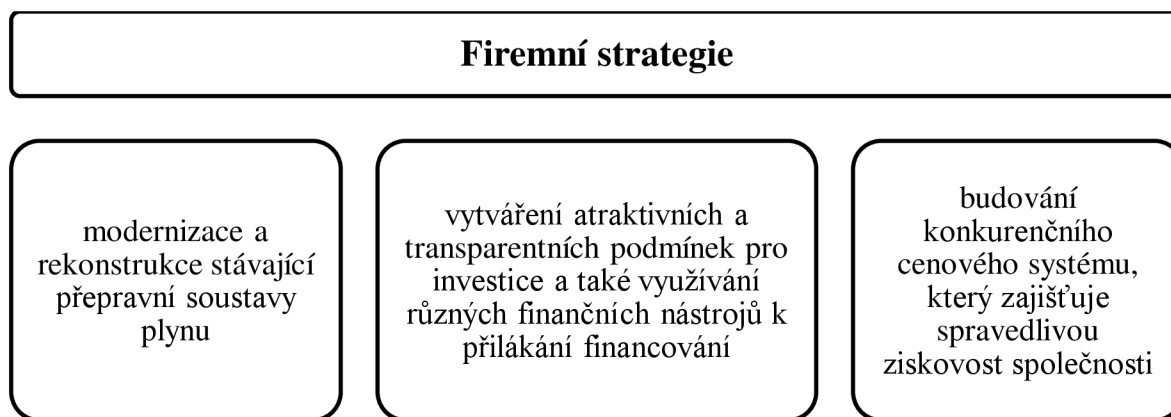 Firemní strategie
modernizace a
rekonstrukce stávající
přepravní soustavy
plynu
vytváření atraktivních a
transparentních podmínek pro
investice a také využívání
různých finančních nástrojů k
přilákání financování
budování
konkurenčního
cenového systému,
který zajišťuje
spravedlivou
ziskovost společnosti